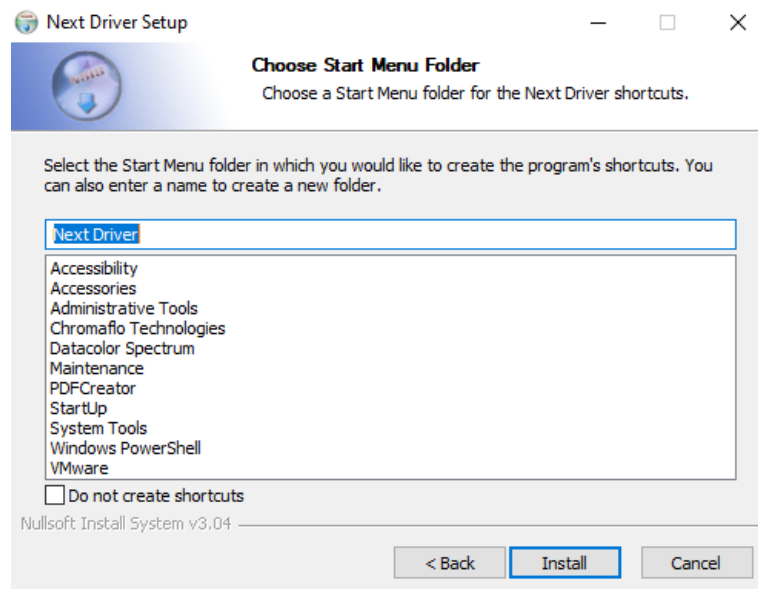 Next Driver Setup
Choose Start Menu Folder
Choose a Start Menu folder for the Next Driver shortcuts.
Select the Start Menu folder in which you would like to create the program's shortcuts. You
can also enter a name to create a new folder.
Next Driver
Accessibility
Accessories
Administrative Tools
Chromaflo Technologies
Datacolor Spectrum
Maintenance
PDFCreator
StartUp
System Tools
Windows PowerShell
VMware
Do not create shortcuts
Nullsoft Install System v3.04
< Back
Install
Cancel